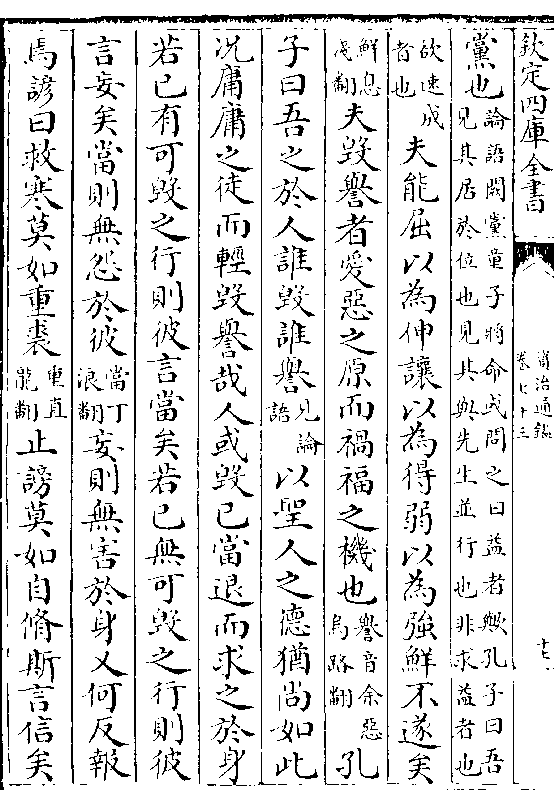 欽定四庫全書
資治通鑑
卷七十三
黨也論語闕黨童子將命或問之曰益者歟孔子曰吾見其居於位也見其與先生並行也非求益者也
欲速成者也夫能屈以為伸讓以為得弱以為強鮮不遂矣
鮮息淺翻夫毀譽者愛惡之原而禍福之機也譽音余惡烏路翻孔
子曰吾之於人誰毀誰譽見論語以聖人之德猶尚如此
況庸庸之徒而輕毀譽哉人或毀已當退而求之於身
若已有可毀之行則彼言當矣若已無可毀之行則彼
言妄矣當則無怨於彼當丁浪翻妄則無害於身又何反報
焉諺曰救寒莫如重裘重直龍翻止謗莫如自脩斯言信矣